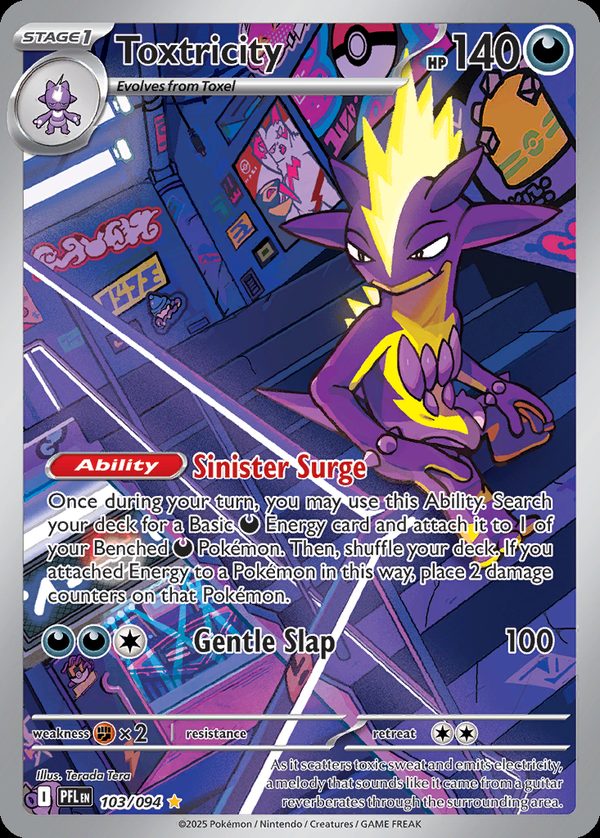 STAGE 1
Toxtricity
HP 140
Evolves from Toxel
Ability Sinister Surge
Once during your turn, you may use this Ability. Search
your deck for a Basic Energy card and attach it to 1 of
your Benched Pokémon. Then, shuffle your deck. If you
attached Energy to a Pokémon in this way, place 2 damage
counters on that Pokémon.
Gentle Slap 100
weakness ×2 resistance retreat
Illus. Terada Tera
I PFL EN 103/094
As it scatters toxic sweat and emits electricity,
a melody that sounds like it came from a guitar
reverberates through the surrounding area.
©2025 Pokémon / Nintendo / Creatures / GAME FREAK